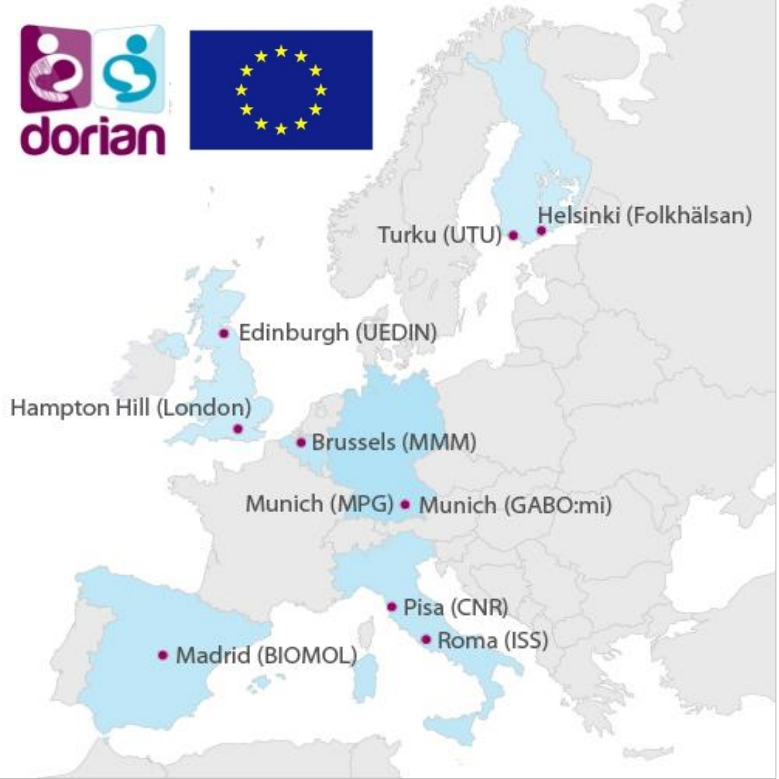 dorian
Helsinki (Folkhälsan)
Turku (UTU)
Edinburgh (UEDIN)
Hampton Hill (London)
Brussels (MMM)
Munich (MPG) Munich (GABO:mi)
Pisa (CNR)
Roma (ISS)
Madrid (BIOMOL)